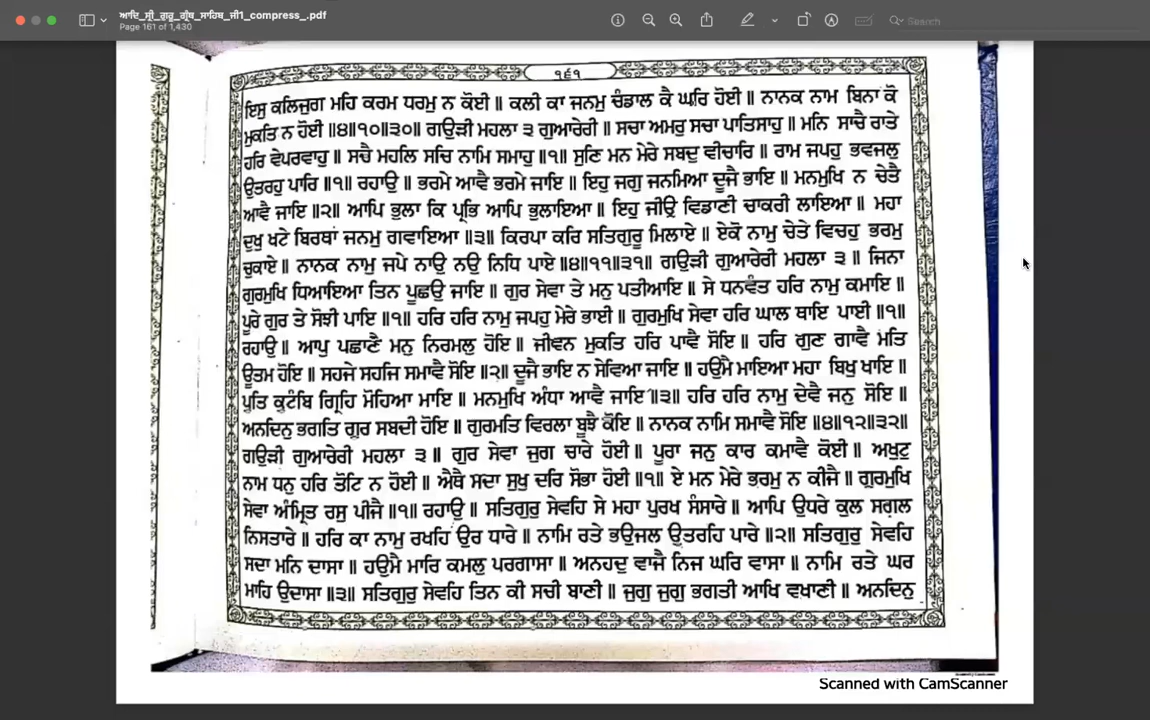 ਆਦਿ_ਸ੍ਰੀ_ਗੁਰੂ_ਗ੍ਰੰਥ_ਸਾਹਿਬ_ਜੀ1_compress_.pdf
Page 161 of 1,430
Search
੧੬੧
ਇਸੁ ਕਲਿਜੁਗ ਮਹਿ ਕਰਮ ਧਰਮੁ ਨ ਕੋਈ ॥ ਕਲੀ ਕਾ ਜਨਮੁ ਚੰਡਾਲ ਕੈ ਘਰਿ ਹੋਈ ॥ ਨਾਨਕ ਨਾਮ ਬਿਨਾ ਕੋ
ਮੁਕਤਿ ਨ ਹੋਈ ॥੪॥੧੦॥੩੦॥ ਗਉੜੀ ਮਹਲਾ ੩ ਗੁਆਰੇਰੀ ॥ ਸਚਾ ਅਮਰੁ ਸਚਾ ਪਾਤਿਸਾਹੁ ॥ ਮਨਿ ਸਾਚੈ ਰਾਤੇ
ਹਰਿ ਵੇਪਰਵਾਹੁ ॥ ਸਚੈ ਮਹਲਿ ਸਚਿ ਨਾਮਿ ਸਮਾਹੁ ॥੧॥ ਸੁਣਿ ਮਨ ਮੇਰੇ ਸਬਦੁ ਵੀਚਾਰਿ ॥ ਰਾਮ ਜਪਹੁ ਭਵਜਲੁ
ਉਤਰਹੁ ਪਾਰਿ ॥੧॥ ਰਹਾਉ ॥ ਭਰਮੇ ਆਵੈ ਭਰਮੇ ਜਾਇ ॥ ਇਹੁ ਜਗੁ ਜਨਮਿਆ ਦੂਜੈ ਭਾਇ ॥ ਮਨਮੁਖਿ ਨ ਚੇਤੈ
ਆਵੈ ਜਾਇ ॥੨॥ ਆਪਿ ਭੁਲਾ ਕਿ ਪ੍ਰਭਿ ਆਪਿ ਭੁਲਾਇਆ ॥ ਇਹੁ ਜੀਉ ਵਿਡਾਣੀ ਚਾਕਰੀ ਲਾਇਆ ॥ ਮਹਾ
ਦੁਖੁ ਖਟੇ ਬਿਰਥਾ ਜਨਮੁ ਗਵਾਇਆ ॥੩॥ ਕਿਰਪਾ ਕਰਿ ਸਤਿਗੁਰੂ ਮਿਲਾਏ ॥ ਏਕੋ ਨਾਮੁ ਚੇਤੇ ਵਿਚਹੁ ਭਰਮੁ
ਚੁਕਾਏ ॥ ਨਾਨਕ ਨਾਮੁ ਜਪੇ ਨਾਉ ਨਉ ਨਿਧਿ ਪਾਏ ॥੪॥੧੧॥੩੧॥ ਗਉੜੀ ਗੁਆਰੇਰੀ ਮਹਲਾ ੩ ॥ ਜਿਨਾ
ਗੁਰਮੁਖਿ ਧਿਆਇਆ ਤਿਨ ਪੂਛਉ ਜਾਇ ॥ ਗੁਰ ਸੇਵਾ ਤੇ ਮਨੁ ਪਤੀਆਇ ॥ ਸੇ ਧਨਵੰਤ ਹਰਿ ਨਾਮੁ ਕਮਾਇ ॥
ਪੂਰੇ ਗੁਰ ਤੇ ਸੋਝੀ ਪਾਇ ॥੧॥ ਹਰਿ ਹਰਿ ਨਾਮੁ ਜਪਹੁ ਮੇਰੇ ਭਾਈ ॥ ਗੁਰਮੁਖਿ ਸੇਵਾ ਹਰਿ ਘਾਲ ਥਾਇ ਪਾਈ ॥੧॥
ਰਹਾਉ ॥ ਆਪੁ ਪਛਾਣੈ ਮਨੁ ਨਿਰਮਲੁ ਹੋਇ ॥ ਜੀਵਨ ਮੁਕਤਿ ਹਰਿ ਪਾਵੈ ਸੋਇ ॥ ਹਰਿ ਗੁਣ ਗਾਵੈ ਮਤਿ
ਊਤਮ ਹੋਇ ॥ ਸਹਜੇ ਸਹਜਿ ਸਮਾਵੈ ਸੋਇ ॥੨॥ ਦੂਜੈ ਭਾਇ ਨ ਸੇਵਿਆ ਜਾਇ ॥ ਹਉਮੈ ਮਾਇਆ ਮਹਾ ਬਿਖੁ ਖਾਇ ॥
ਪੁਤਿ ਕੁਟੰਬਿ ਗ੍ਰਿਹਿ ਮੋਹਿਆ ਮਾਇ ॥ ਮਨਮੁਖਿ ਅੰਧਾ ਆਵੈ ਜਾਇ ॥੩॥ ਹਰਿ ਹਰਿ ਨਾਮੁ ਦੇਵੈ ਜਨੁ ਸੋਇ ॥
ਅਨਦਿਨੁ ਭਗਤਿ ਗੁਰ ਸਬਦੀ ਹੋਇ ॥ ਗੁਰਮਤਿ ਵਿਰਲਾ ਬੂਝੈ ਕੋਇ ॥ ਨਾਨਕ ਨਾਮਿ ਸਮਾਵੈ ਸੋਇ ॥੪॥੧੨॥੩੨॥
ਗਉੜੀ ਗੁਆਰੇਰੀ ਮਹਲਾ ੩ ॥ ਗੁਰ ਸੇਵਾ ਜੁਗ ਚਾਰੇ ਹੋਈ ॥ ਪੂਰਾ ਜਨੁ ਕਾਰ ਕਮਾਵੈ ਕੋਈ ॥ ਅਖੁਟੁ
ਨਾਮ ਧਨੁ ਹਰਿ ਤੋਟਿ ਨ ਹੋਈ ॥ ਐਥੈ ਸਦਾ ਸੁਖੁ ਦਰਿ ਸੋਭਾ ਹੋਈ ॥੧॥ ਏ ਮਨ ਮੇਰੇ ਭਰਮੁ ਨ ਕੀਜੈ ॥ ਗੁਰਮੁਖਿ
ਸੇਵਾ ਅੰਮ੍ਰਿਤ ਰਸੁ ਪੀਜੈ ॥੧॥ ਰਹਾਉ ॥ ਸਤਿਗੁਰੁ ਸੇਵਹਿ ਸੇ ਮਹਾ ਪੁਰਖ ਸੰਸਾਰੇ ॥ ਆਪਿ ਉਧਰੇ ਕੁਲ ਸਗਲ
ਨਿਸਤਾਰੇ ॥ ਹਰਿ ਕਾ ਨਾਮੁ ਰਖਹਿ ਉਰ ਧਾਰੇ ॥ ਨਾਮਿ ਰਤੇ ਭਉਜਲ ਉਤਰਹਿ ਪਾਰੇ ॥੨॥ ਸਤਿਗੁਰੁ ਸੇਵਹਿ
ਸਦਾ ਮਨਿ ਦਾਸਾ ॥ ਹਉਮੈ ਮਾਰਿ ਕਮਲੁ ਪਰਗਾਸਾ ॥ ਅਨਹਦੁ ਵਾਜੈ ਨਿਜ ਘਰਿ ਵਾਸਾ ॥ ਨਾਮਿ ਰਤੇ ਘਰ
ਮਾਹਿ ਉਦਾਸਾ ॥੩॥ ਸਤਿਗੁਰੁ ਸੇਵਹਿ ਤਿਨ ਕੀ ਸਚੀ ਬਾਣੀ ॥ ਜੁਗੁ ਜੁਗੁ ਭਗਤੀ ਆਖਿ ਵਖਾਣੀ ॥ ਅਨਦਿਨੁ
Scanned with CamScanner